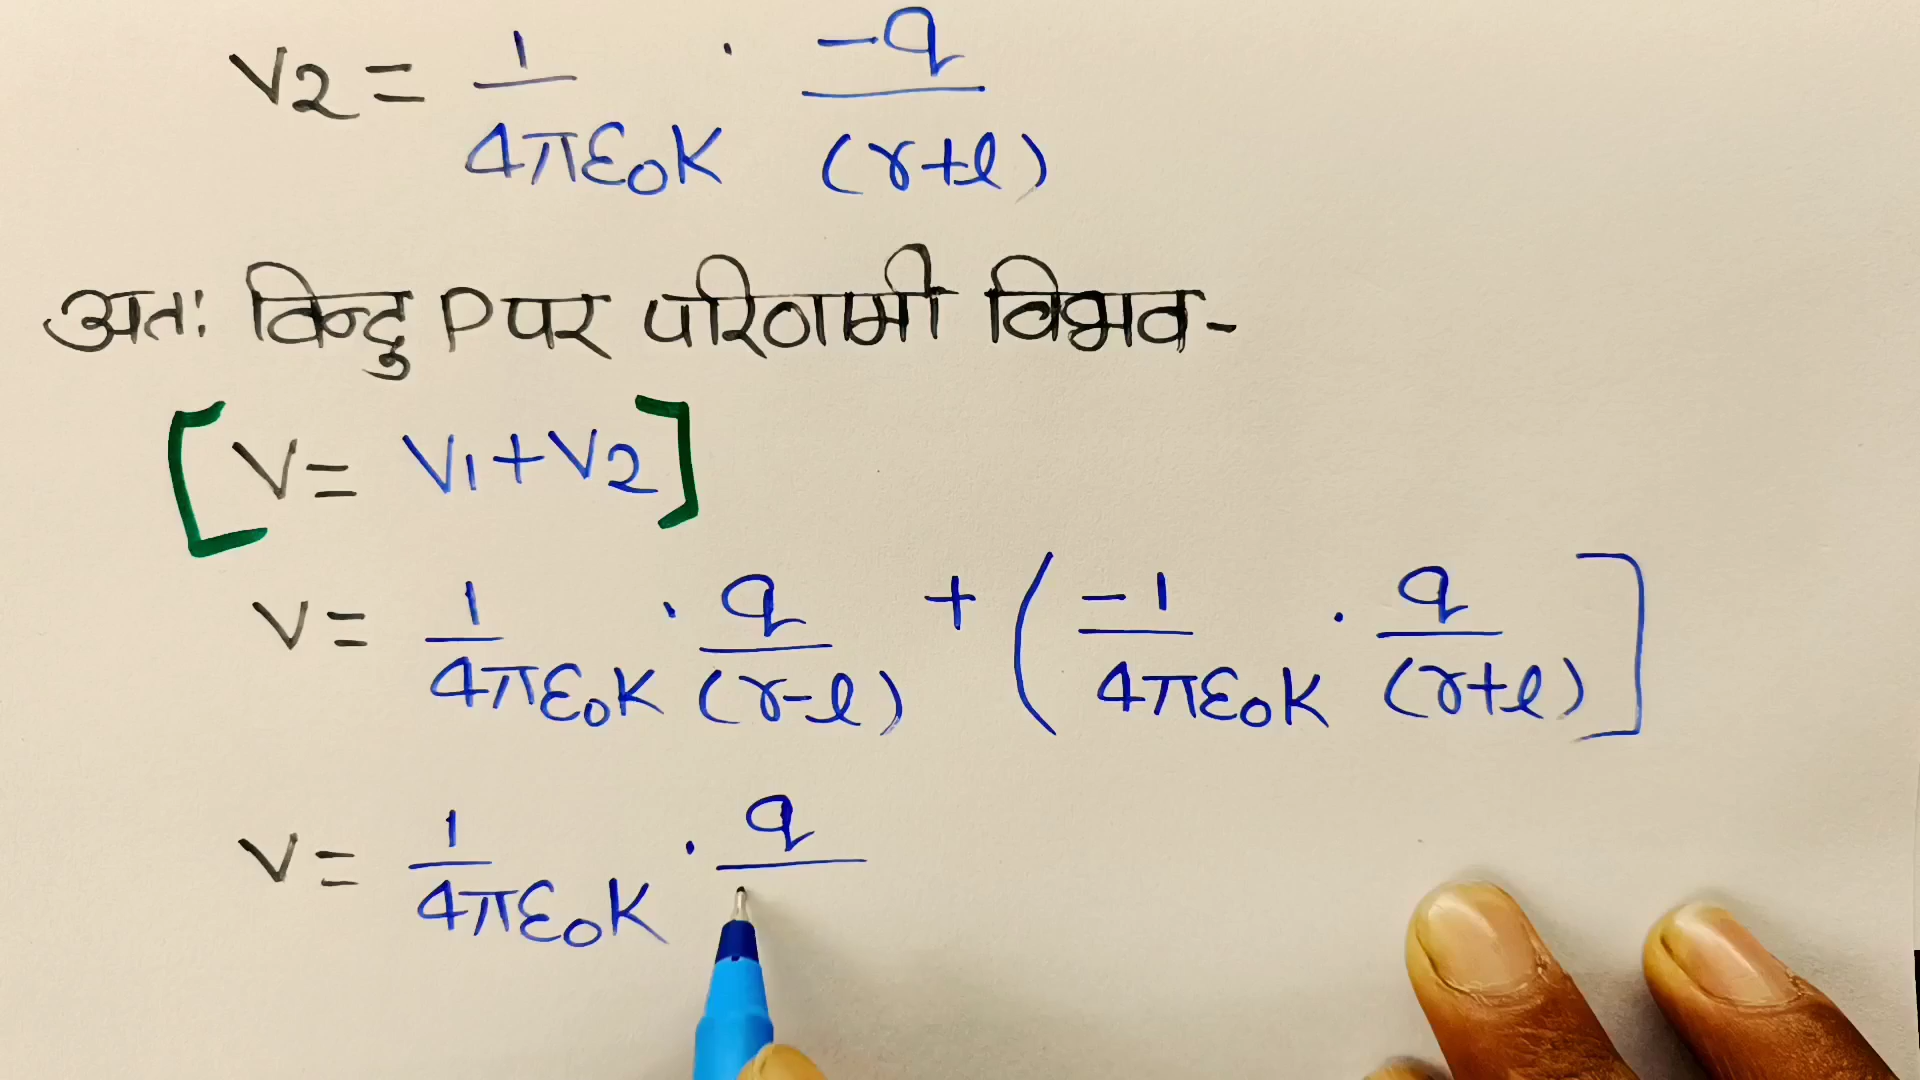 V2 = 1/4πε0K · -q/(r+l)
अतः विन्दु P पर परिणामी विभव-
[V = V1+V2]
V = 1/4πε0K · q/(r-l) + (-1/4πε0K · q/(r+l)]
V = 1/4πε0K · q/